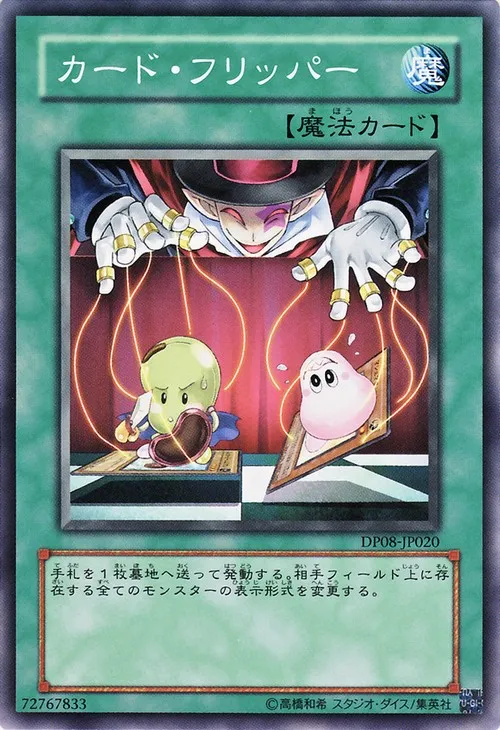 カード・フリッパー
魔
【魔法カード】
DP08-JP020
手札を1枚墓地へ送って発動する。相手フィールド上に存
在する全てのモンスターの表示形式を変更する。
72767833
©高橋和希 スタジオ・ダイス/集英社